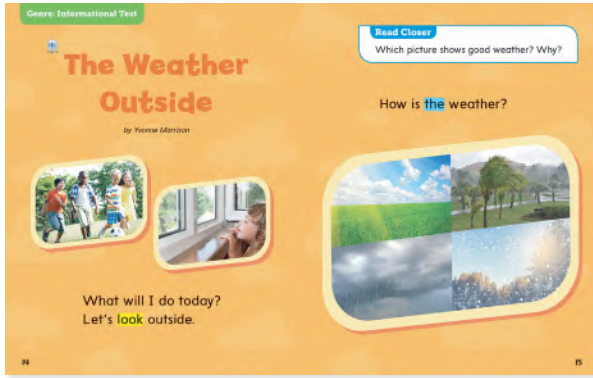 Genre: Informational Text
The Weather
Outside
by Yvonne Morrison
What will I do today?
Let's look outside.
14
Read Closer
Which picture shows good weather? Why?
How is the weather?
15